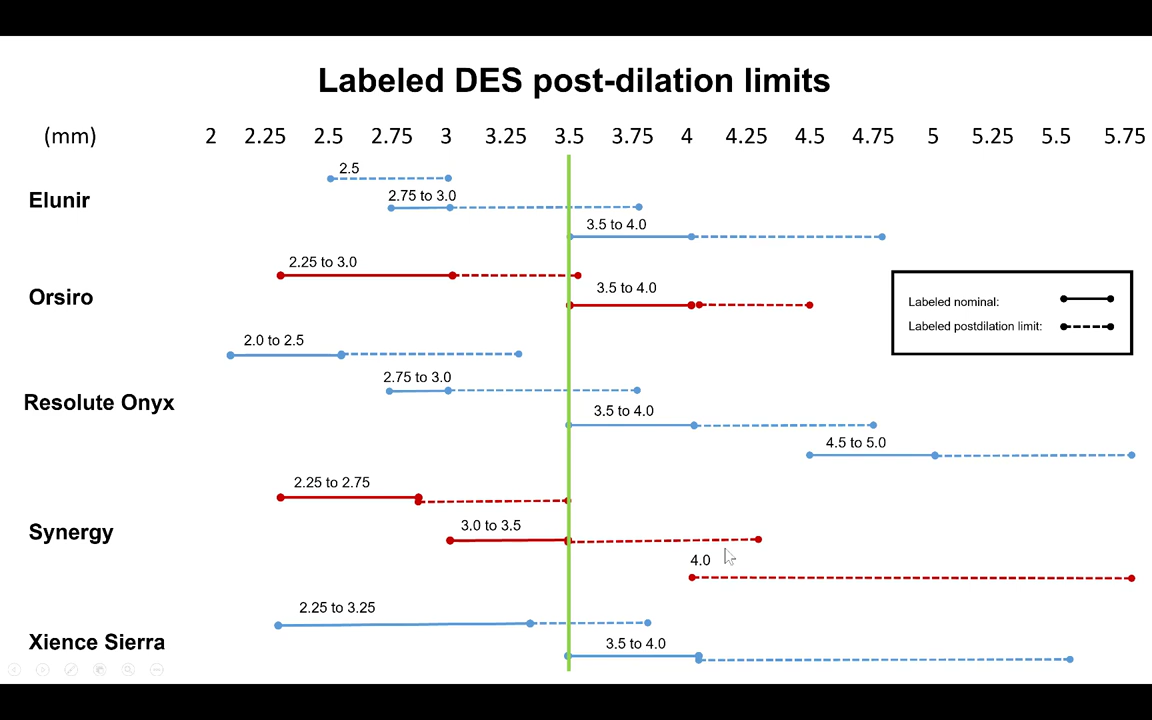 Labeled DES post-dilation limits
(mm) 2 2.25 2.5 2.75 3 3.25 3.5 3.75 4 4.25 4.5 4.75 5 5.25 5.5 5.75
2.5
Elunir
2.75 to 3.0
3.5 to 4.0
2.25 to 3.0
Orsiro
3.5 to 4.0
Labeled nominal:
Labeled postdilation limit:
2.0 to 2.5
2.75 to 3.0
Resolute Onyx
3.5 to 4.0
4.5 to 5.0
2.25 to 2.75
Synergy
3.0 to 3.5
4.0
2.25 to 3.25
Xience Sierra
3.5 to 4.0